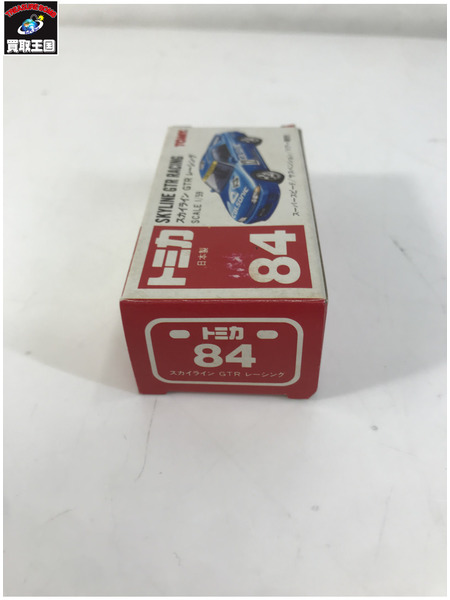 買取王国
TOMY
SKYLINE GTR RACING
スカイライン GTR レーシング
SCALE 1/59
トミカ
日本製
84
トミカ
84
スカイライン GTR レーシング